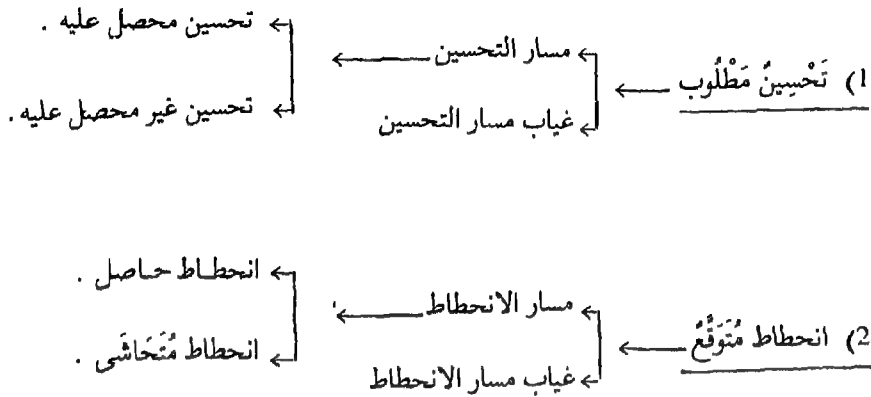 تحسين محصل عليه .
1) تَحْسِينٌ مَطْلُوب ← مسار التحسين ←
غياب مسار التحسين
تحسين غير محصل عليه .
انحطاط حاصل .
2) انحطاط مُتَوَقَّعٌ ← مسار الانحطاط ←
غياب مسار الانحطاط
انحطاط مُتَحَاشَى .